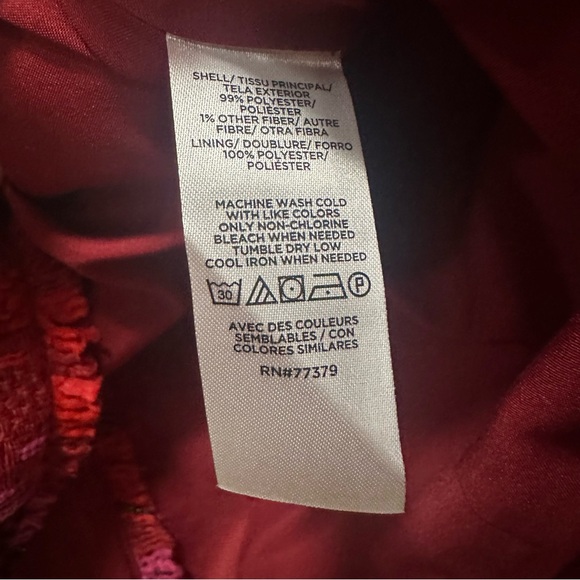 SHELL/ TISSU PRINCIPAL/
TELA EXTERIOR
99% POLYESTER/
POLIÉSTER
1% OTHER FIBER/ AUTRE
FIBRE/ OTRA FIBRA
LINING/ DOUBLURE/ FORRO
100% POLYESTER/
POLIÉSTER
MACHINE WASH COLD
WITH LIKE COLORS
ONLY NON-CHLORINE
BLEACH WHEN NEEDED
TUMBLE DRY LOW
COOL IRON WHEN NEEDED
30 P
AVEC DES COULEURS
SEMBLABLES / CON
COLORES SIMILARES
RN#77379